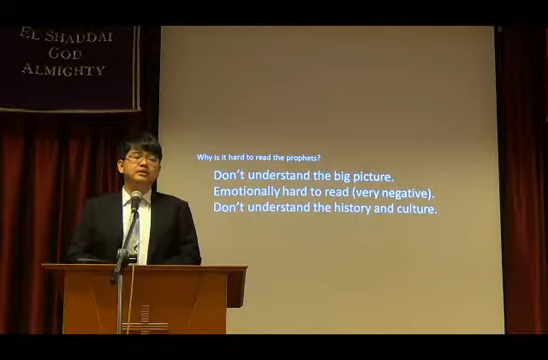 EL SHADDAI
GOD
ALMIGHTY
Why is it hard to read the prophets?
Don't understand the big picture.
Emotionally hard to read (very negative).
Don't understand the history and culture.